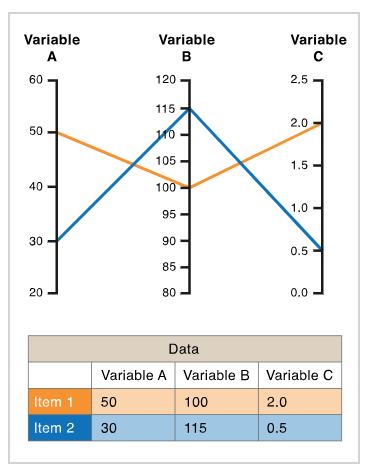 Variable A
Variable B
Variable C
60
50
40
30
20
120
115
110
105
100
95
90
85
80
2,5
2.0
1.5
1.0
0.5
0.0
Data
Variable A Variable B Variable C
Item 1 50 100 2.0
Item 2 30 115 0.5